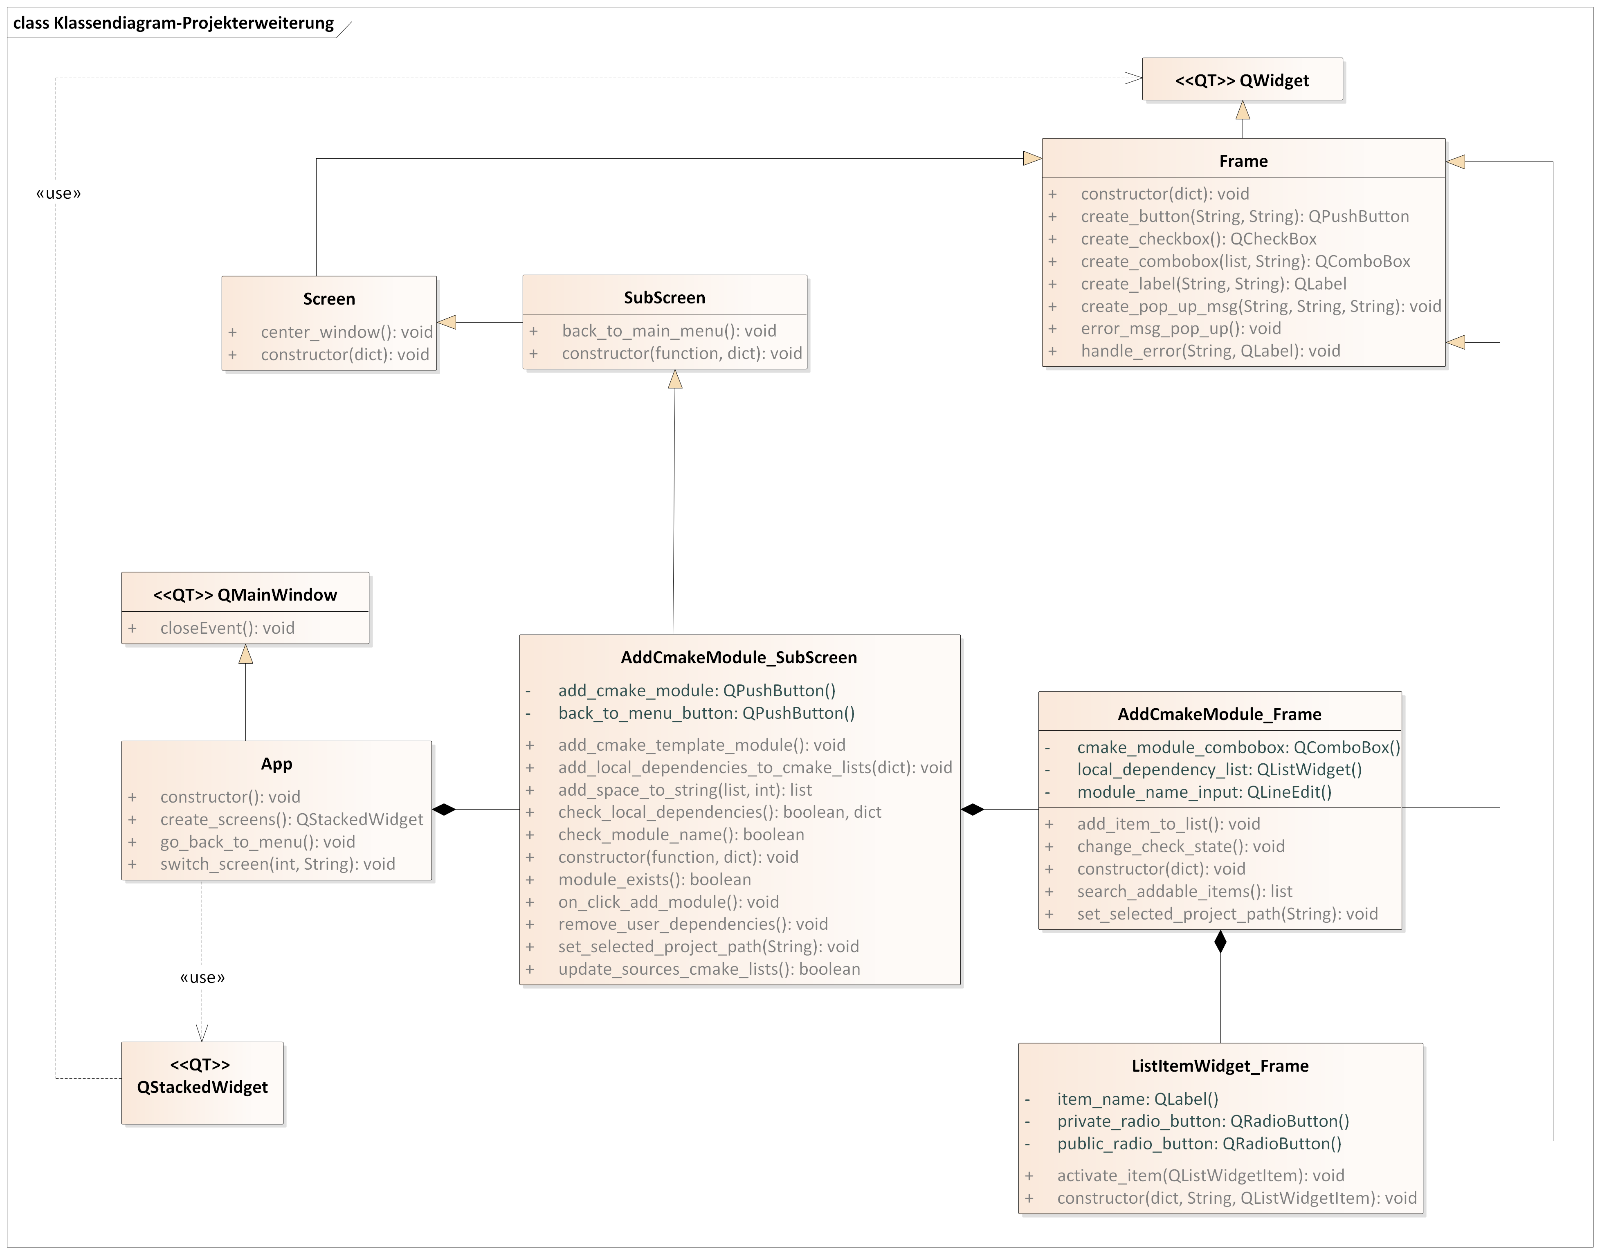 class Klassendiagram-Projekterweiterung
<<QT>> QWidget
«use»
Frame
+ constructor(dict): void
+ create_button(String, String): QPushButton
+ create_checkbox(): QCheckBox
+ create_combobox(list, String): QComboBox
+ create_label(String, String): QLabel
+ create_pop_up_msg(String, String, String): void
+ error_msg_pop_up(): void
+ handle_error(String, QLabel): void
Screen
+ center_window(): void
+ constructor(dict): void
SubScreen
+ back_to_main_menu(): void
+ constructor(function, dict): void
<<QT>> QMainWindow
+ closeEvent(): void
App
+ constructor(): void
+ create_screens(): QStackedWidget
+ go_back_to_menu(): void
+ switch_screen(int, String): void
AddCmakeModule_SubScreen
- add_cmake_module: QPushButton()
- back_to_menu_button: QPushButton()
+ add_cmake_template_module(): void
+ add_local_dependencies_to_cmake_lists(dict): void
+ add_space_to_string(list, int): list
+ check_local_dependencies(): boolean, dict
+ check_module_name(): boolean
+ constructor(function, dict): void
+ module_exists(): boolean
+ on_click_add_module(): void
+ remove_user_dependencies(): void
+ set_selected_project_path(String): void
+ update_sources_cmake_lists(): boolean
AddCmakeModule_Frame
- cmake_module_combobox: QComboBox()
- local_dependency_list: QListWidget()
- module_name_input: QLineEdit()
+ add_item_to_list(): void
+ change_check_state(): void
+ constructor(dict): void
+ search_addable_items(): list
+ set_selected_project_path(String): void
«use»
<<QT>>
QStackedWidget
ListItemWidget_Frame
- item_name: QLabel()
- private_radio_button: QRadioButton()
- public_radio_button: QRadioButton()
+ activate_item(QListWidgetItem): void
+ constructor(dict, String, QListWidgetItem): void